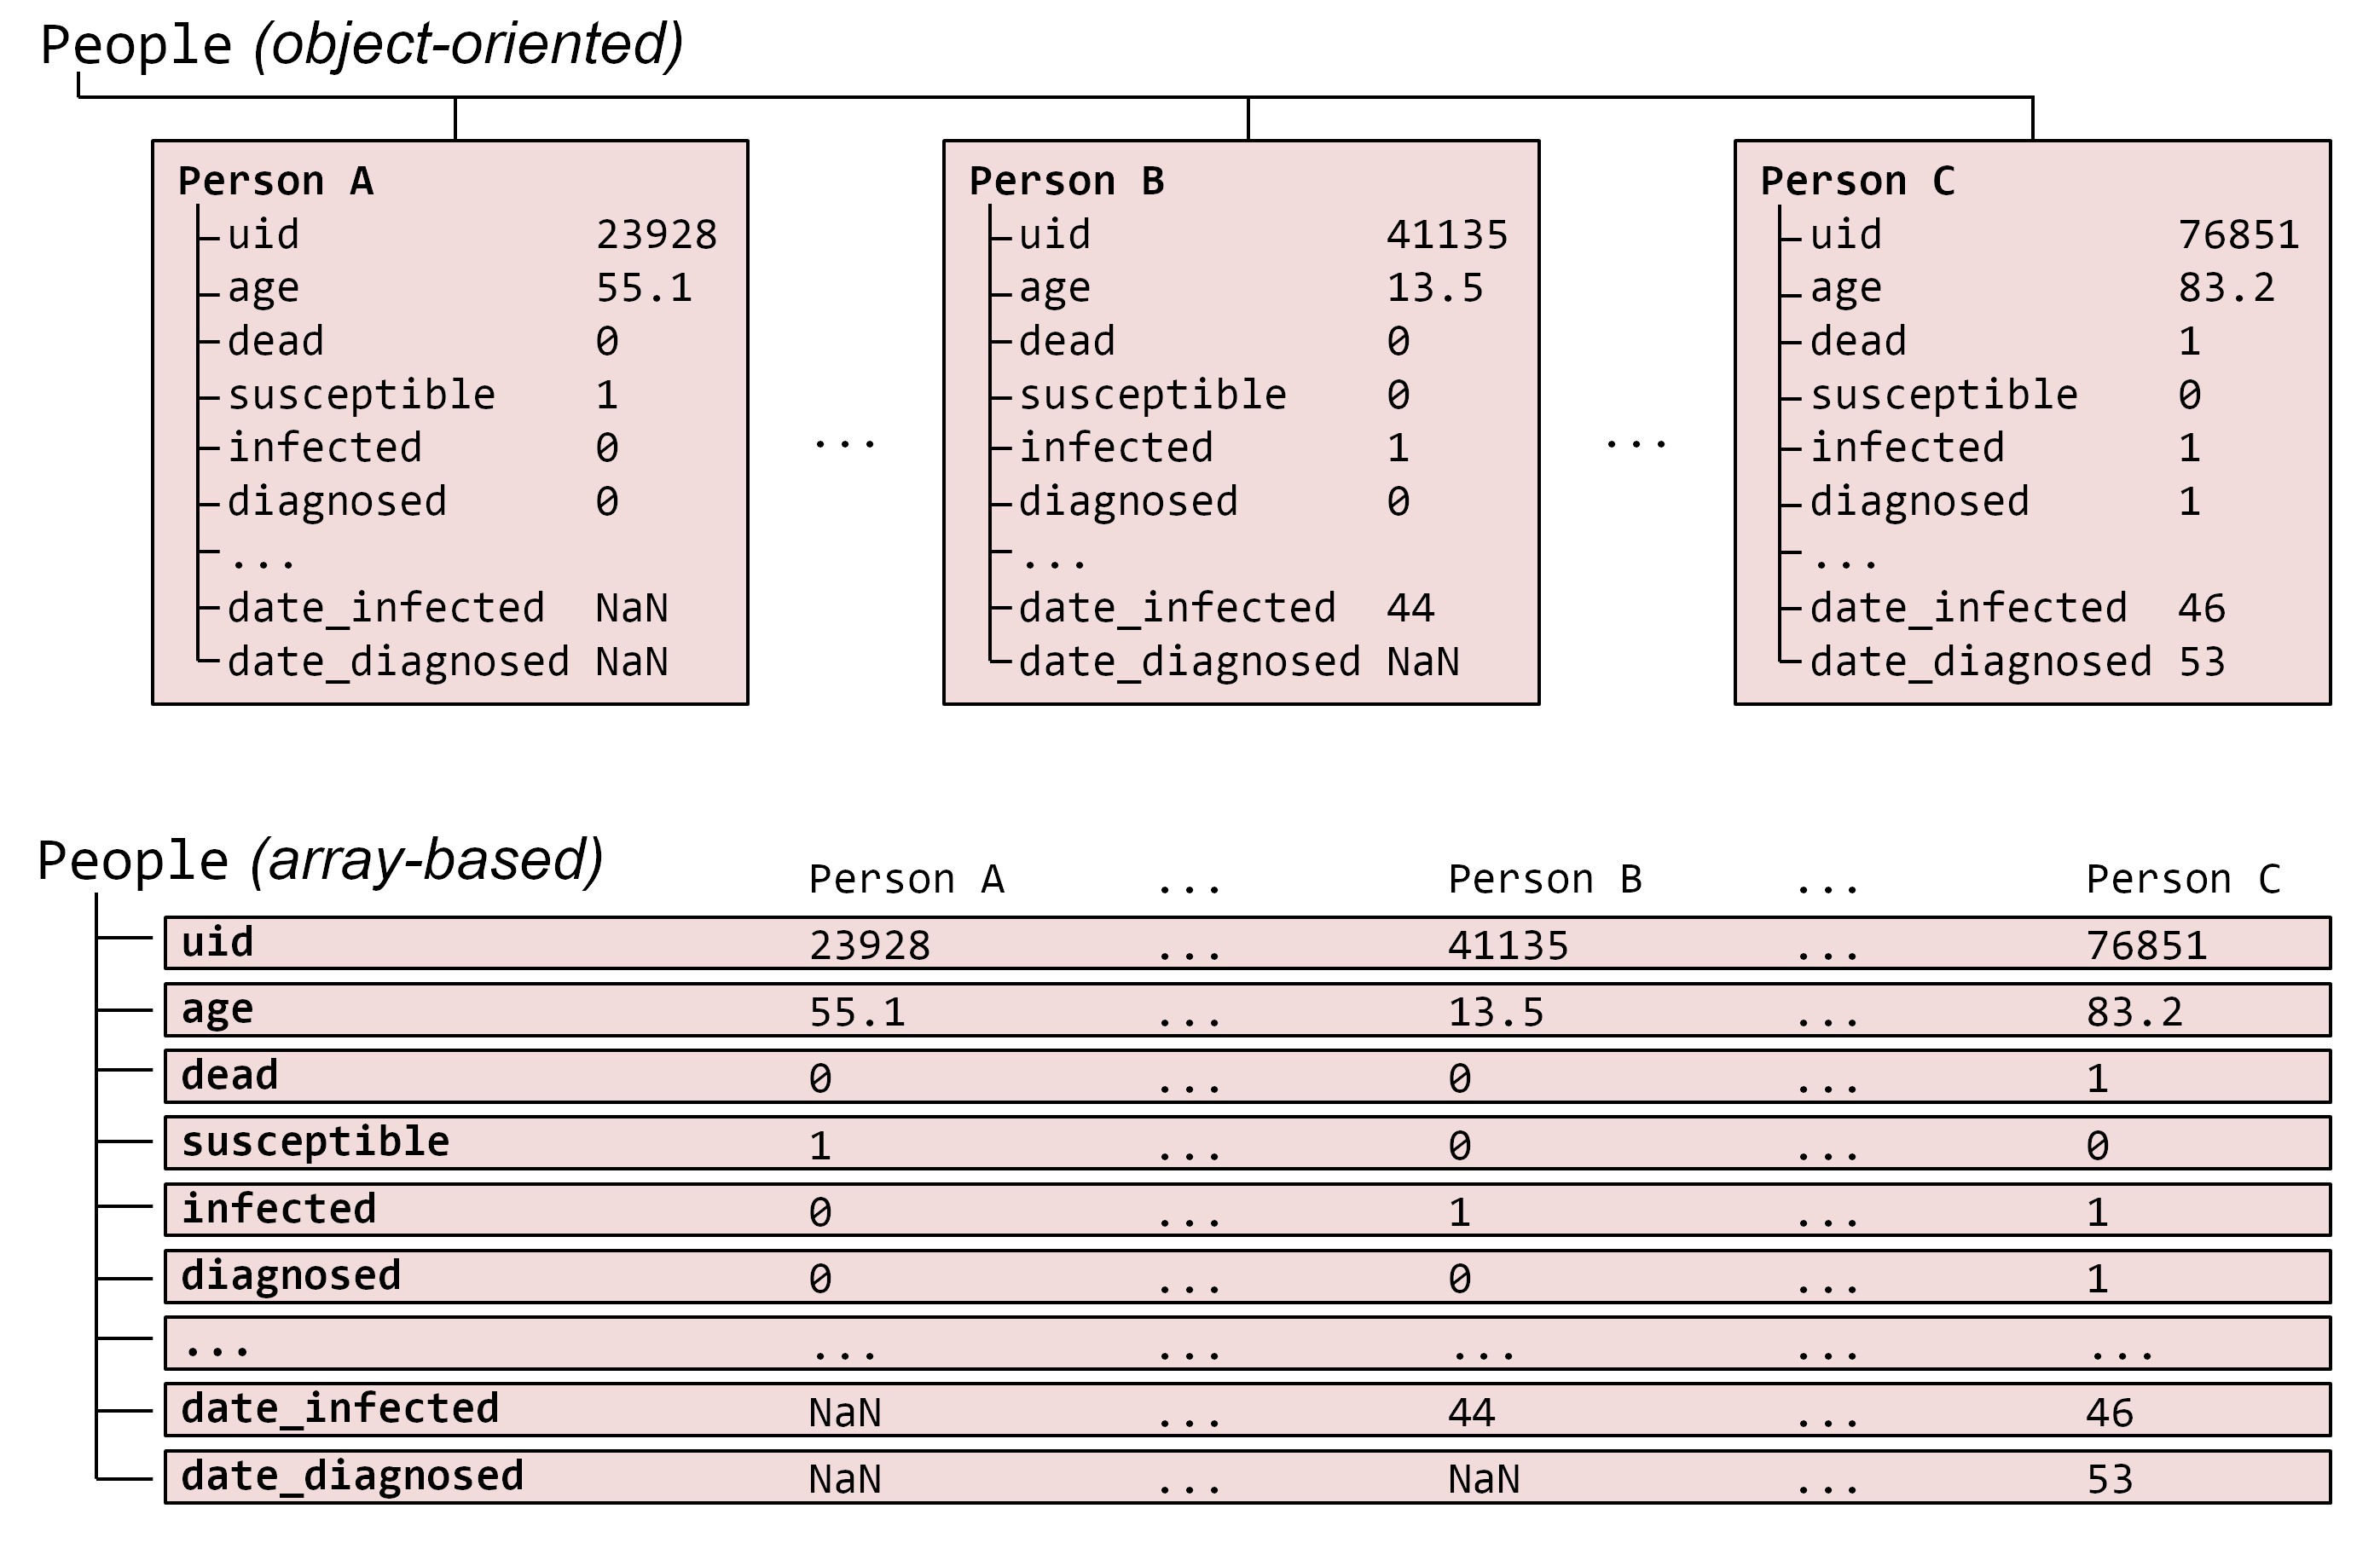 People (object-oriented)
Person A
uid 23928
age 55.1
dead 0
susceptible 1
infected 0
diagnosed 0
...
date_infected NaN
date_diagnosed NaN
...
Person B
uid 41135
age 13.5
dead 0
susceptible 0
infected 1
diagnosed 0
...
date_infected 44
date_diagnosed NaN
...
Person C
uid 76851
age 83.2
dead 1
susceptible 0
infected 1
diagnosed 1
...
date_infected 46
date_diagnosed 53
People (array-based) Person A ... Person B ... Person C
uid 23928 ... 41135 ... 76851
age 55.1 ... 13.5 ... 83.2
dead 0 ... 0 ... 1
susceptible 1 ... 0 ... 0
infected 0 ... 1 ... 1
diagnosed 0 ... 0 ... 1
... ... ... ... ... ...
date_infected NaN ... 44 ... 46
date_diagnosed NaN ... NaN ... 53